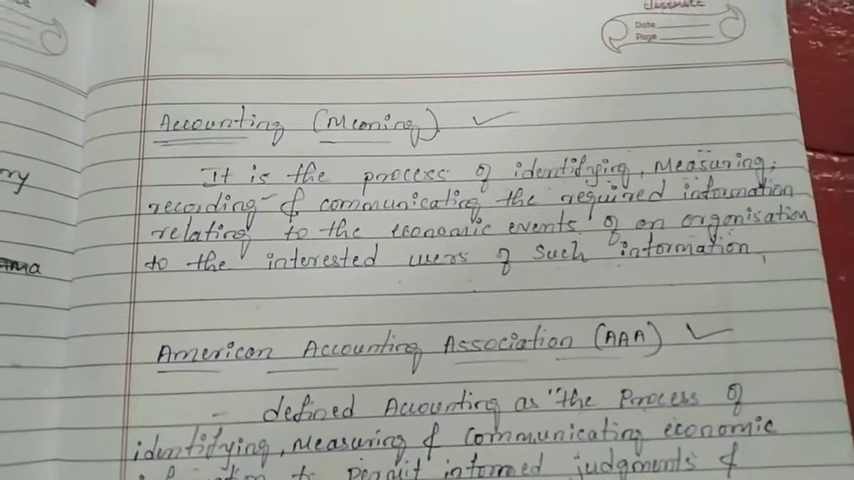 classmate
Date
Page
Accounting (Meaning)
It is the process of identifying, measuring,
recording & communicating the required information
relating to the economic events of an organisation
to the interested users of such information,
American Accounting Association (AAA)
- defined Accounting as "the Process of
identifying, measuring & communicating economic
to permit informed judgments &